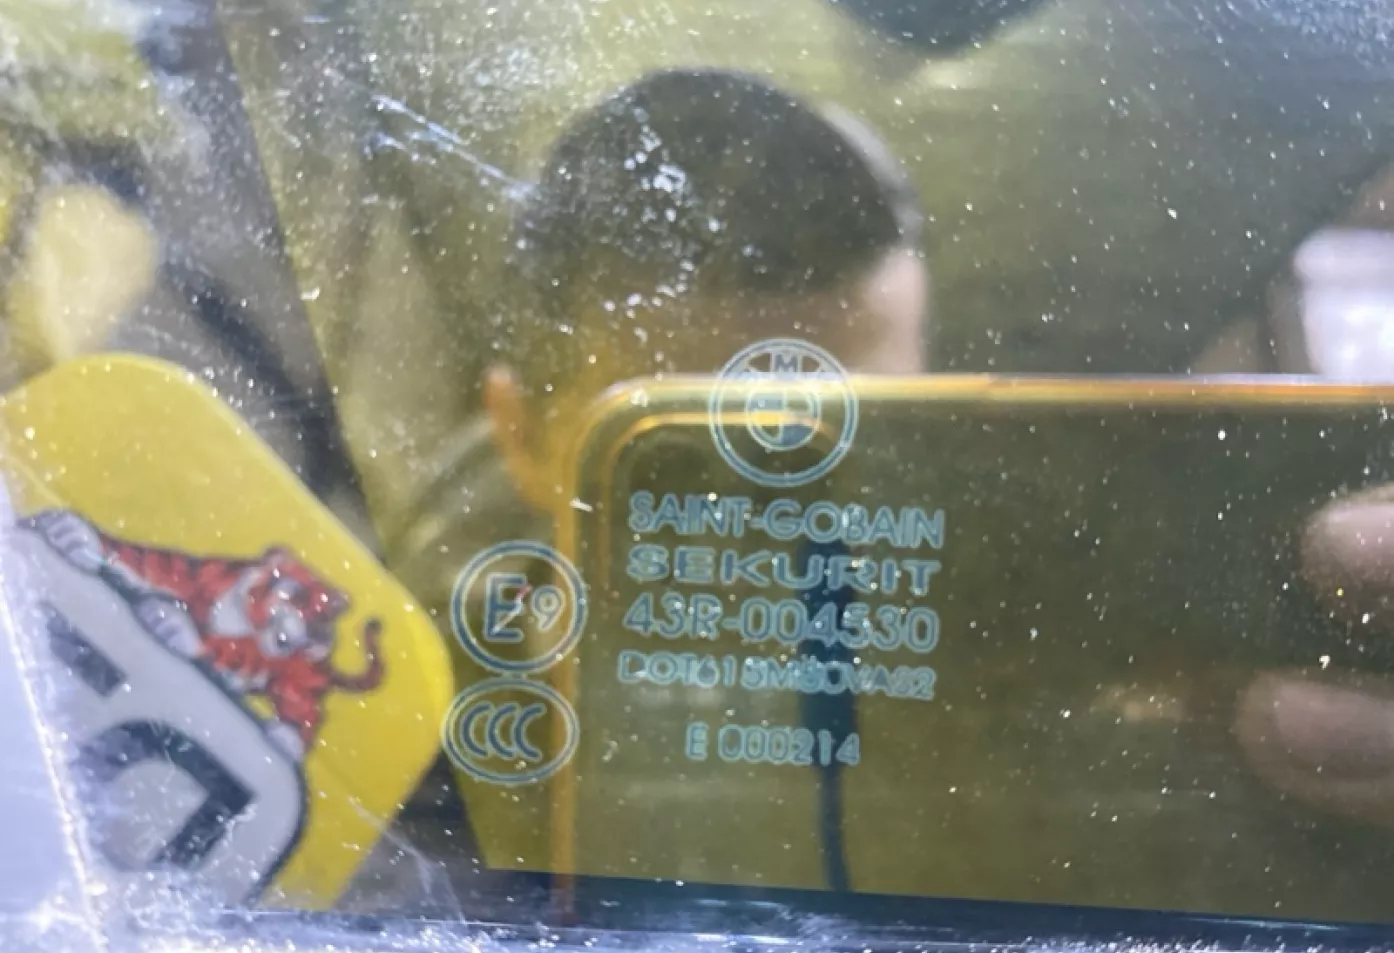 SAINT-GOBAIN
SEKURIT
E9
43R-004530
CCC
E 000214